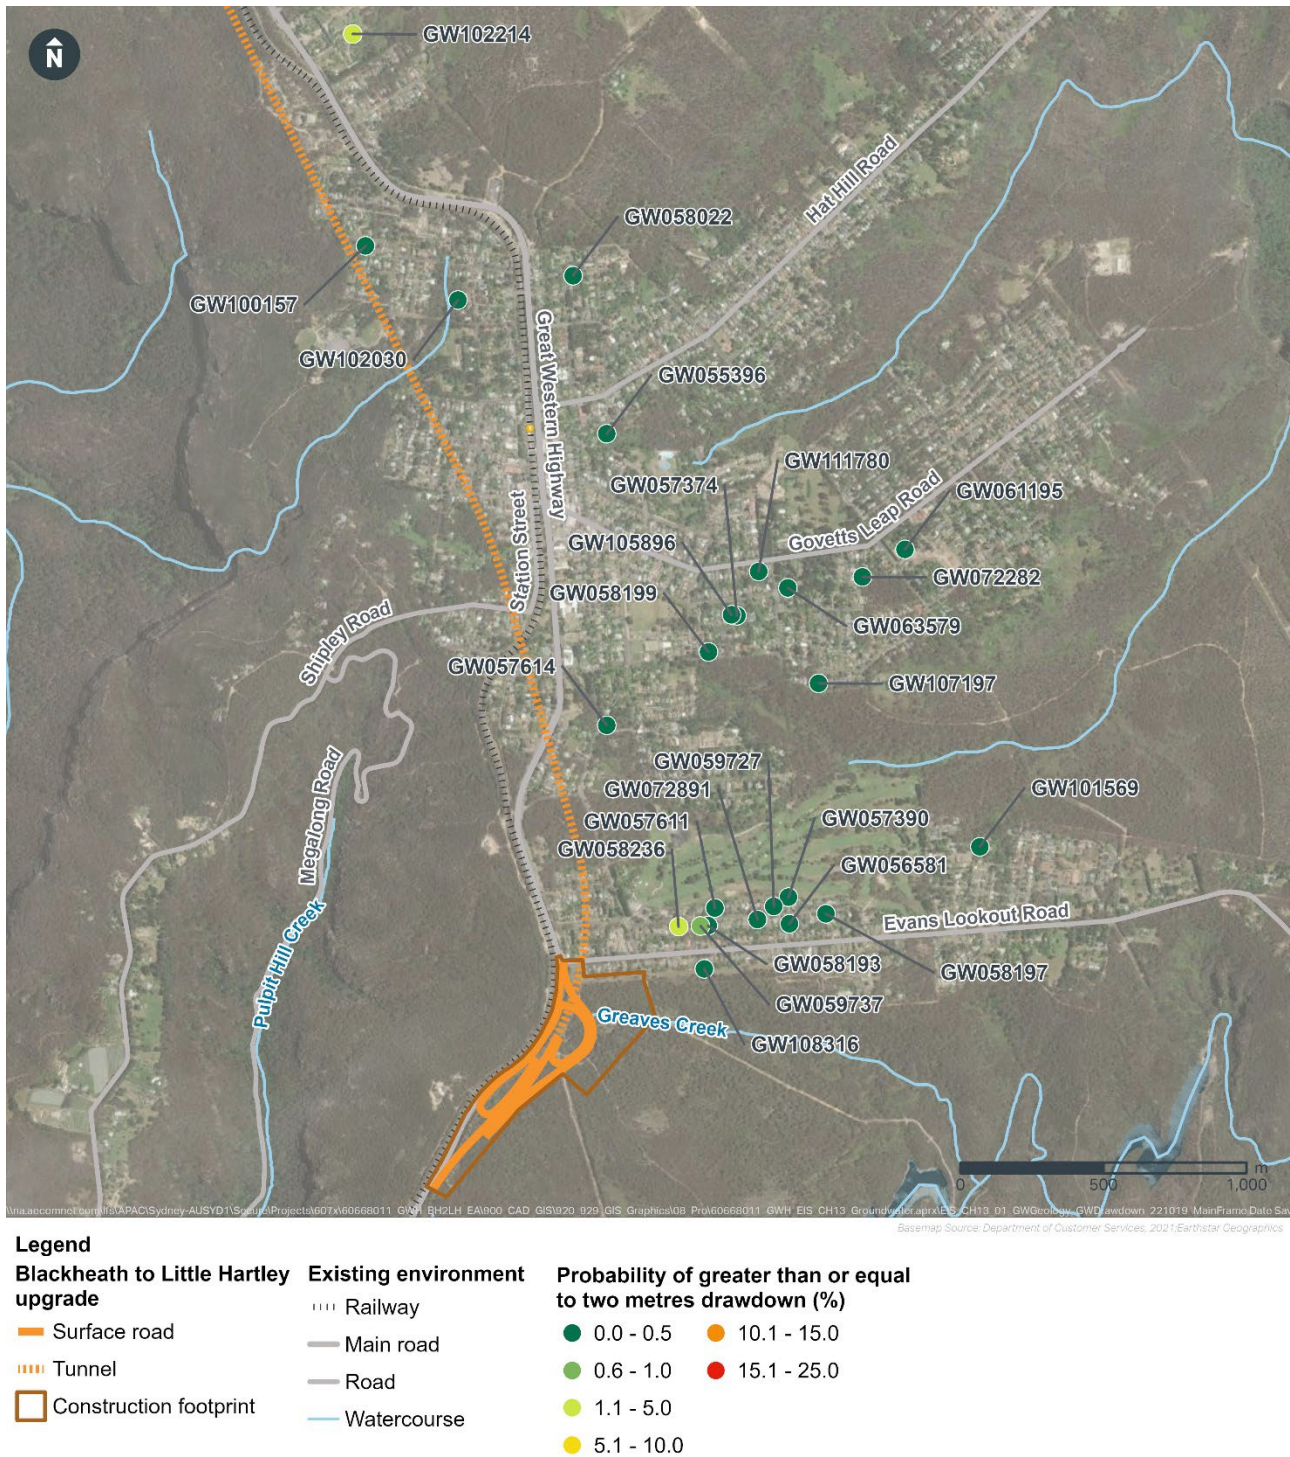 N
GW102214
Hat Hill Road
GW058022
GW100157
GW102030
Great Western Highway
GW055396
GW111780
GW057374
GW061195
Govetts Leap Road
GW105896
Station Street
GW072282
GW058199
GW063579
Shipley Road
GW057614
GW107197
Megalong Road
GW059727
GW072891
GW101569
GW057611
GW057390
GW058236
GW056581
Evans Lookout Road
Pulpit Hill Creek
GW058193
GW058197
GW059737
Greaves Creek
GW108316
m
0 500 1,000
Basemap Source: Department of Customer Services, 2021;Earthstar Geographics
Legend
Blackheath to Little Hartley
upgrade
Surface road
Tunnel
Construction footprint
Existing environment
Railway
Main road
Road
Watercourse
Probability of greater than or equal
to two metres drawdown (%)
0.0 - 0.5
0.6 - 1.0
1.1 - 5.0
5.1 - 10.0
10.1 - 15.0
15.1 - 25.0